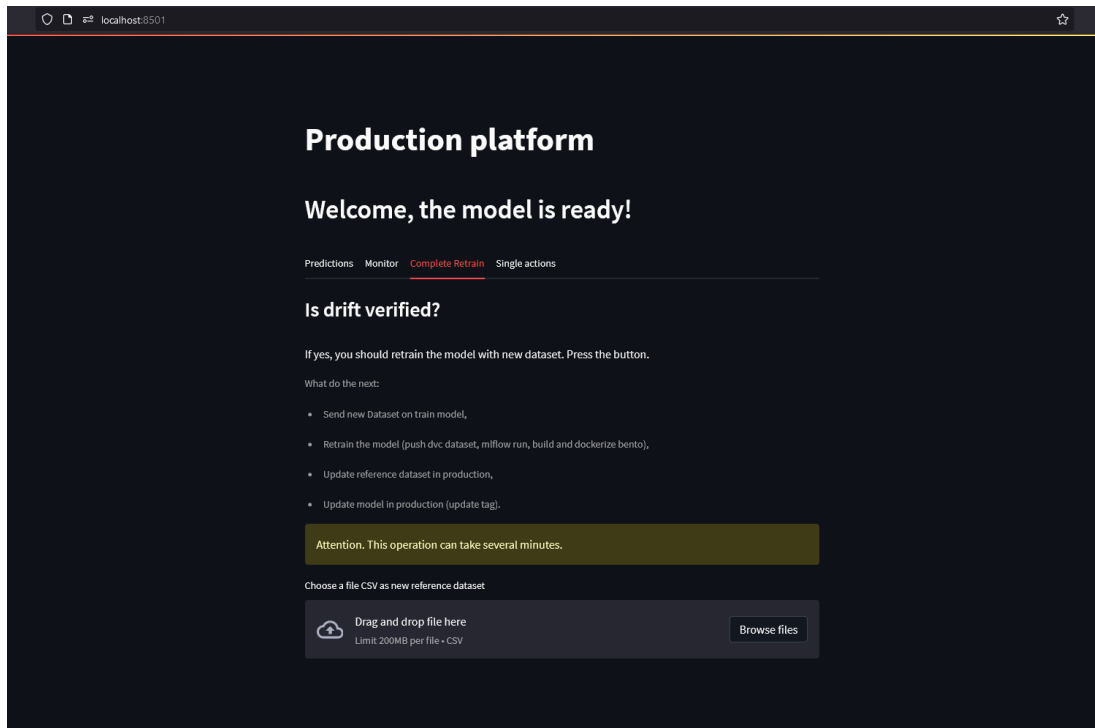 localhost:8501
Production platform
Welcome, the model is ready!
Predictions Monitor Complete Retrain Single actions
Is drift verified?
If yes, you should retrain the model with new dataset. Press the button.
What do the next:
• Send new Dataset on train model,
• Retrain the model (push dvc dataset, mlflow run, build and dockerize bento),
• Update reference dataset in production,
• Update model in production (update tag).
Attention. This operation can take several minutes.
Choose a file CSV as new reference dataset
Drag and drop file here
Limit 200MB per file • CSV
Browse files